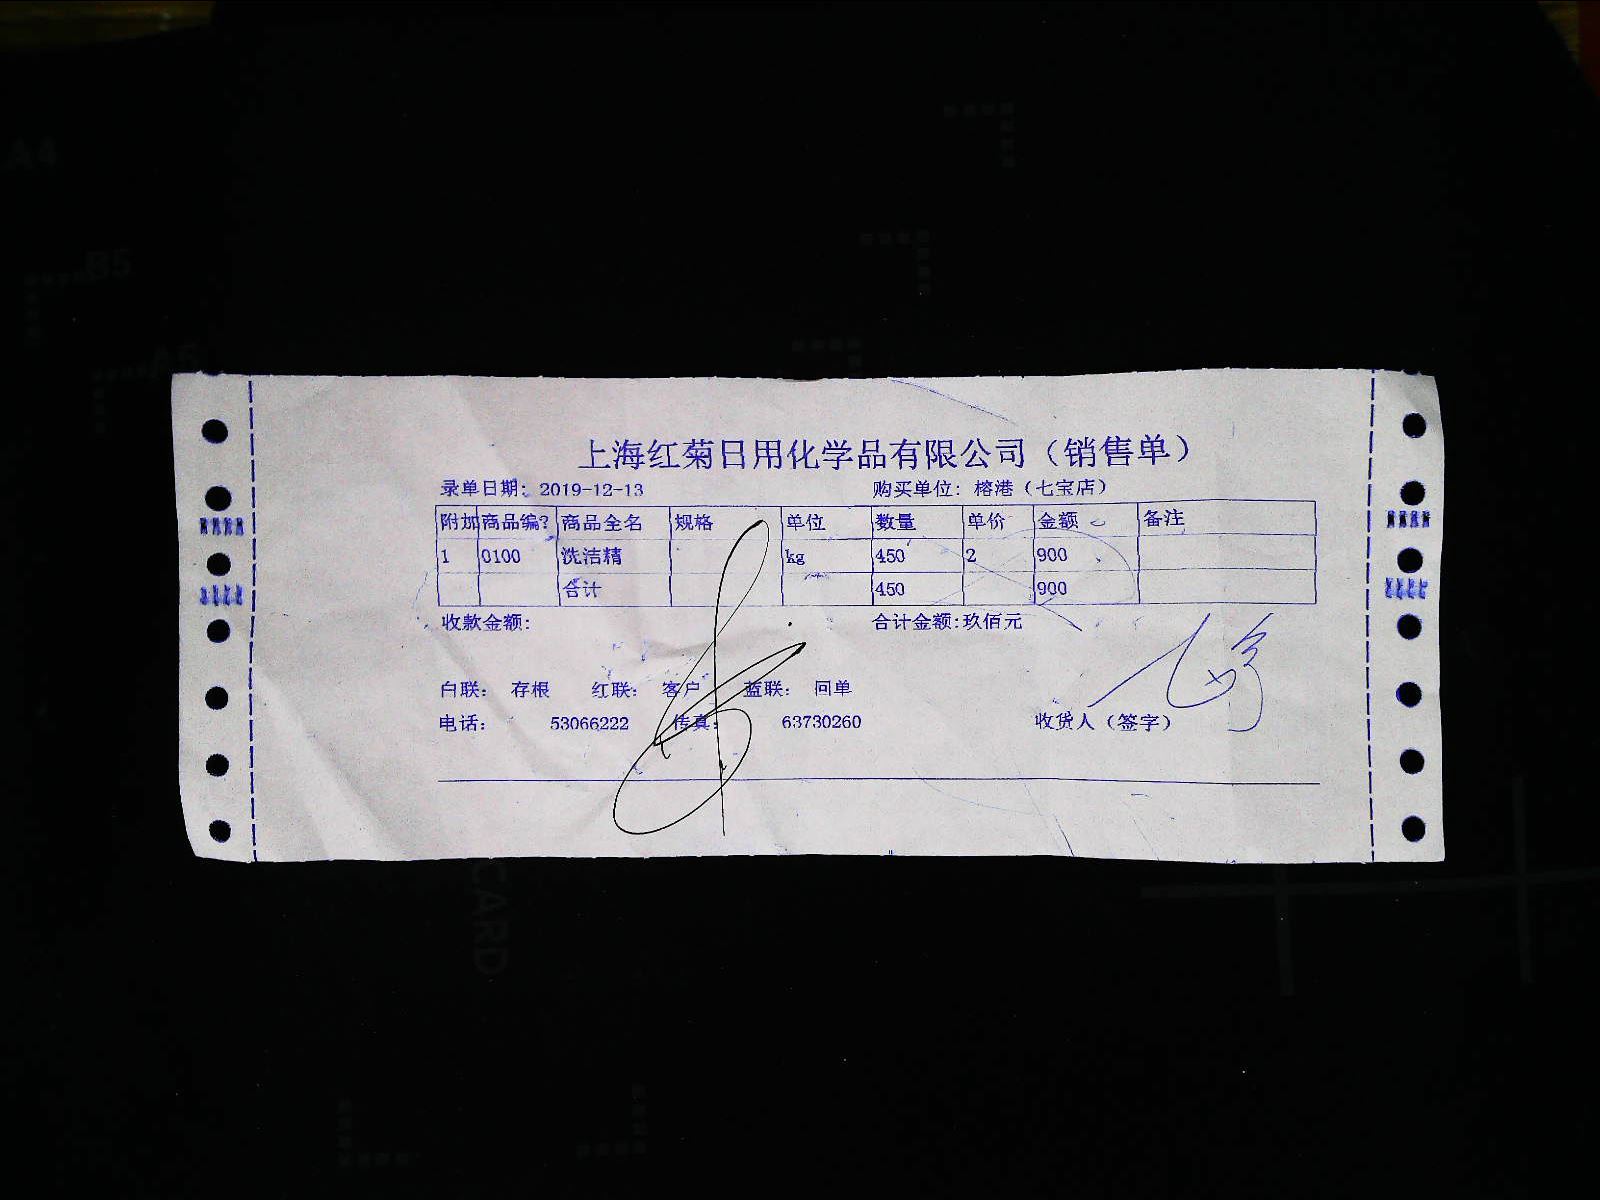 A4
B5
A5
上海红菊日用化学品有限公司（销售单）
录单日期: 2019-12-13 购买单位: 榕港（七宝店）
附加 商品编? 商品全名 规格 单位 数量 单价 金额 备注
1 0100 洗洁精 kg 450 2 900
合计 450 900
收款金额: 合计金额:玖佰元
白联: 存根 红联: 客户 蓝联: 回单
电话: 53066222 传真: 63730260 收货人（签字）
CARD